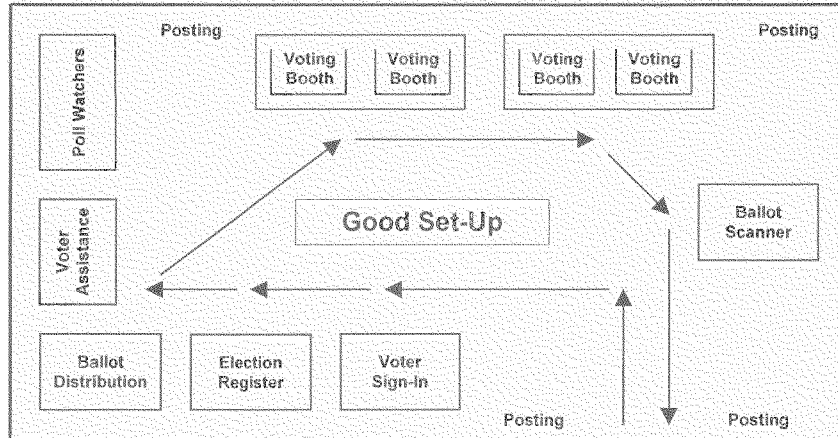 Posting
Posting
Poll Watchers
Voting
Booth
Voting
Booth
Voting
Booth
Voting
Booth
Voter
Assistance
Good Set-Up
Ballot
Scanner
Ballot
Distribution
Election
Register
Voter
Sign-In
Posting
Posting